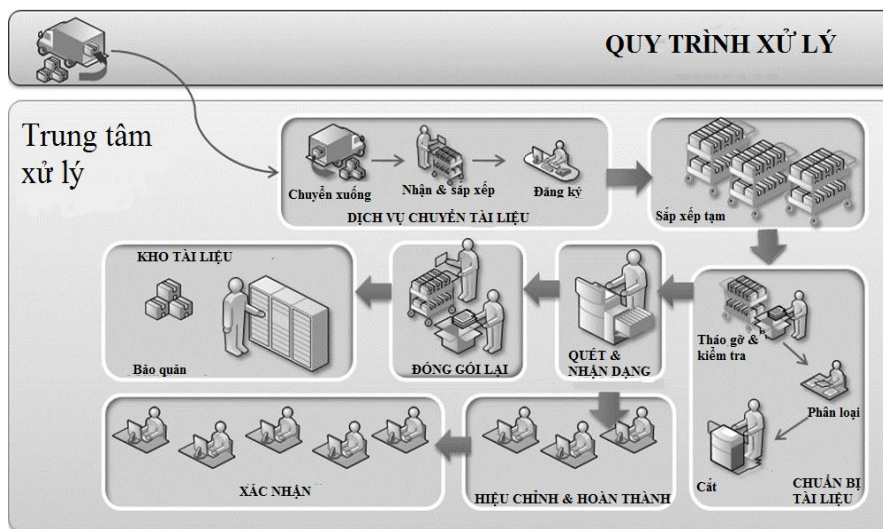 QUY TRÌNH XỬ LÝ
Trung tâm
xử lý
Chuyển xuống
Nhận & sắp xếp
Đăng ký
DỊCH VỤ CHUYỂN TÀI LIỆU
Sắp xếp tạm
KHO TÀI LIỆU
Bảo quản
ĐÓNG GÓI LẠI
QUÉT &
NHẬN DẠNG
Tháo gỡ &
kiểm tra
Phân loại
Cắt
CHUẨN BỊ
TÀI LIỆU
XÁC NHẬN
HIỆU CHỈNH & HOÀN THÀNH